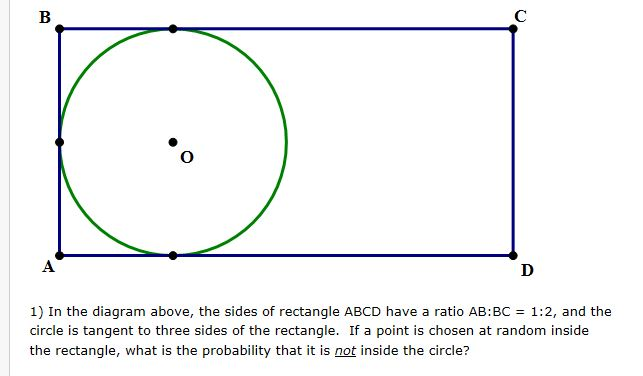 B
C
O
A
D
1) In the diagram above, the sides of rectangle ABCD have a ratio AB:BC = 1:2, and the
circle is tangent to three sides of the rectangle.  If a point is chosen at random inside
the rectangle, what is the probability that it is not inside the circle?